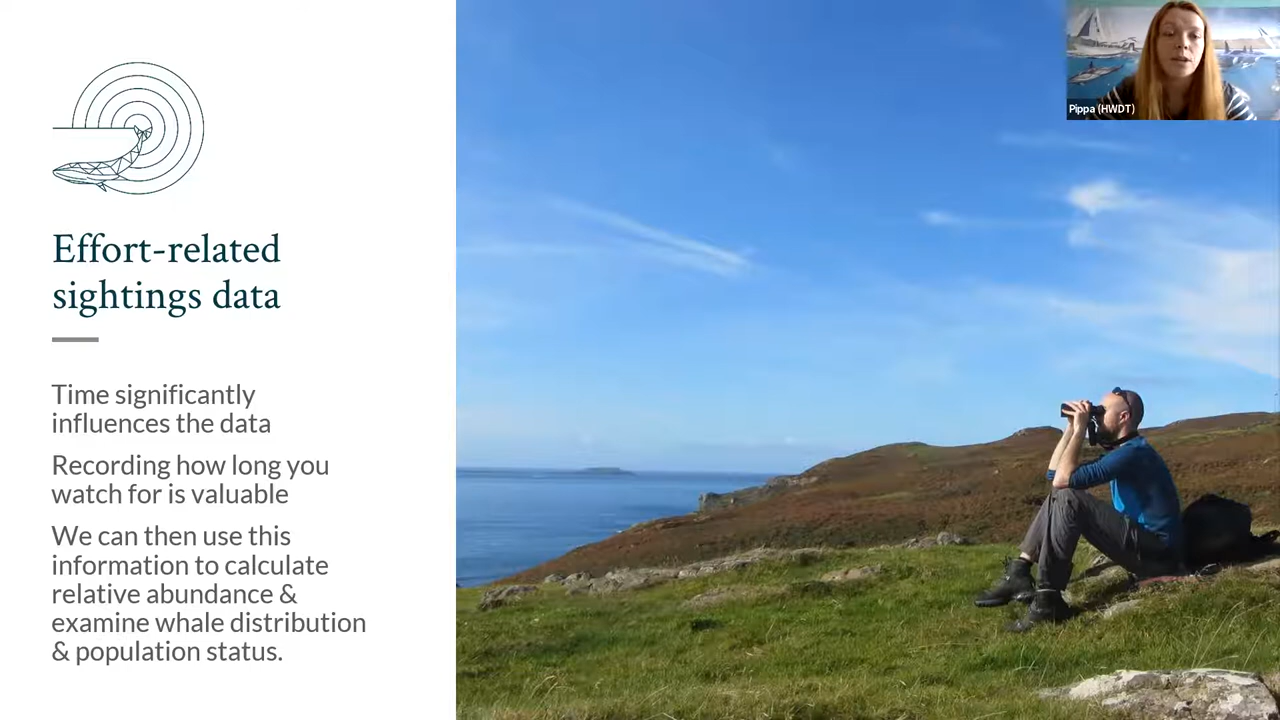 Effort-related
sightings data
Time significantly
influences the data
Recording how long you
watch for is valuable
We can then use this
information to calculate
relative abundance &
examine whale distribution
& population status.
Pippa (HWDT)